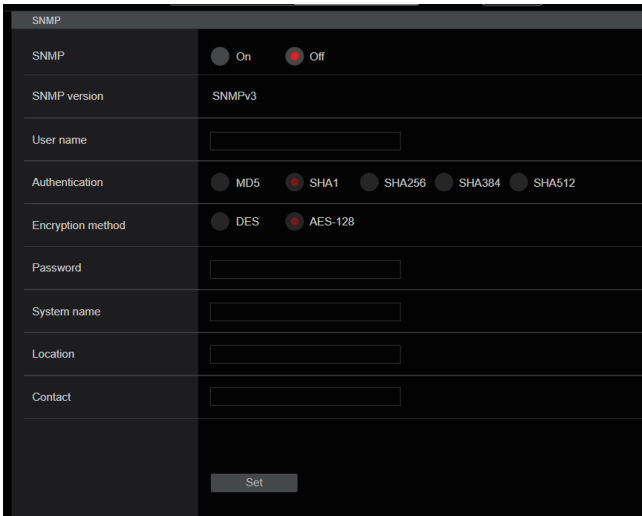 SNMP
SNMP On Off
SNMP version SNMPv3
User name
Authentication MD5 SHA1 SHA256 SHA384 SHA512
Encryption method DES AES-128
Password
System name
Location
Contact
Set